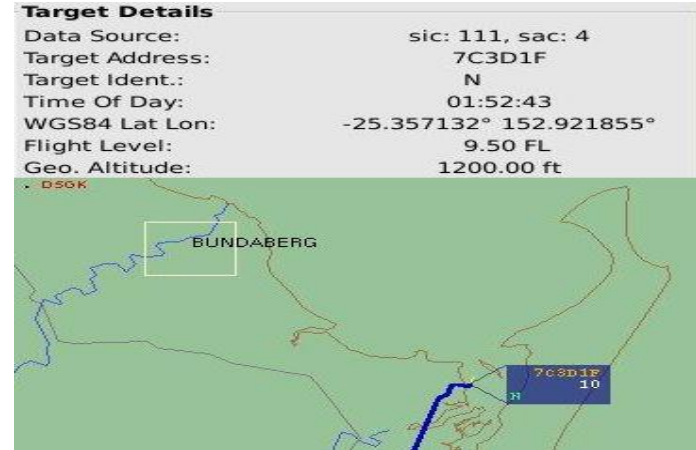 Target Details
Data Source: sic: 111, sac: 4
Target Address: 7C3D1F
Target Ident.: N
Time Of Day: 01:52:43
WGS84 Lat Lon: -25.357132° 152.921855°
Flight Level: 9.50 FL
Geo. Altitude: 1200.00 ft
DSGK
BUNDABERG
7C3D1F
10
N